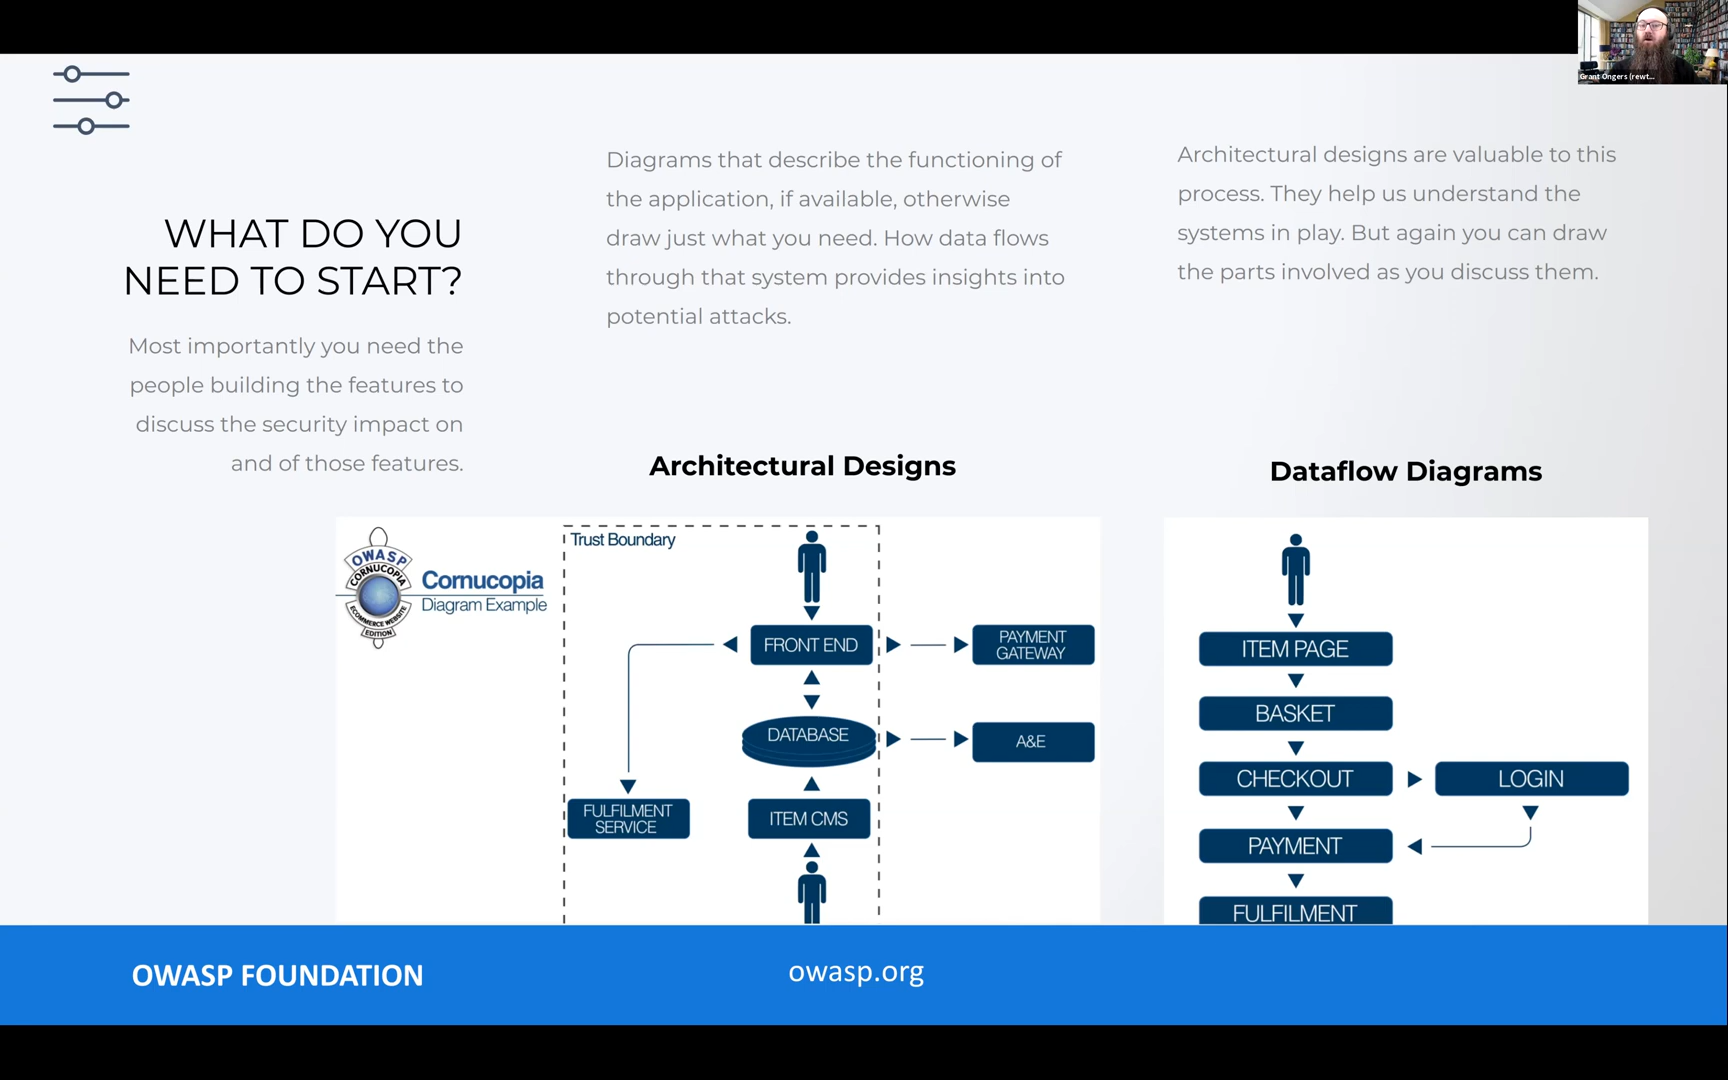 Grant Ongers (rewt...
WHAT DO YOU
NEED TO START?
Most importantly you need the
people building the features to
discuss the security impact on
and of those features.
Diagrams that describe the functioning of
the application, if available, otherwise
draw just what you need. How data flows
through that system provides insights into
potential attacks.
Architectural designs are valuable to this
process. They help us understand the
systems in play. But again you can draw
the parts involved as you discuss them.
Architectural Designs
OWASP
CORNUCOPIA
ECOMMERCE WEBSITE
EDITION
Cornucopia
Diagram Example
Trust Boundary
FRONT END
PAYMENT
GATEWAY
DATABASE
A&E
FULFILMENT
SERVICE
ITEM CMS
Dataflow Diagrams
ITEM PAGE
BASKET
CHECKOUT
LOGIN
PAYMENT
FULFILMENT
OWASP FOUNDATION
owasp.org